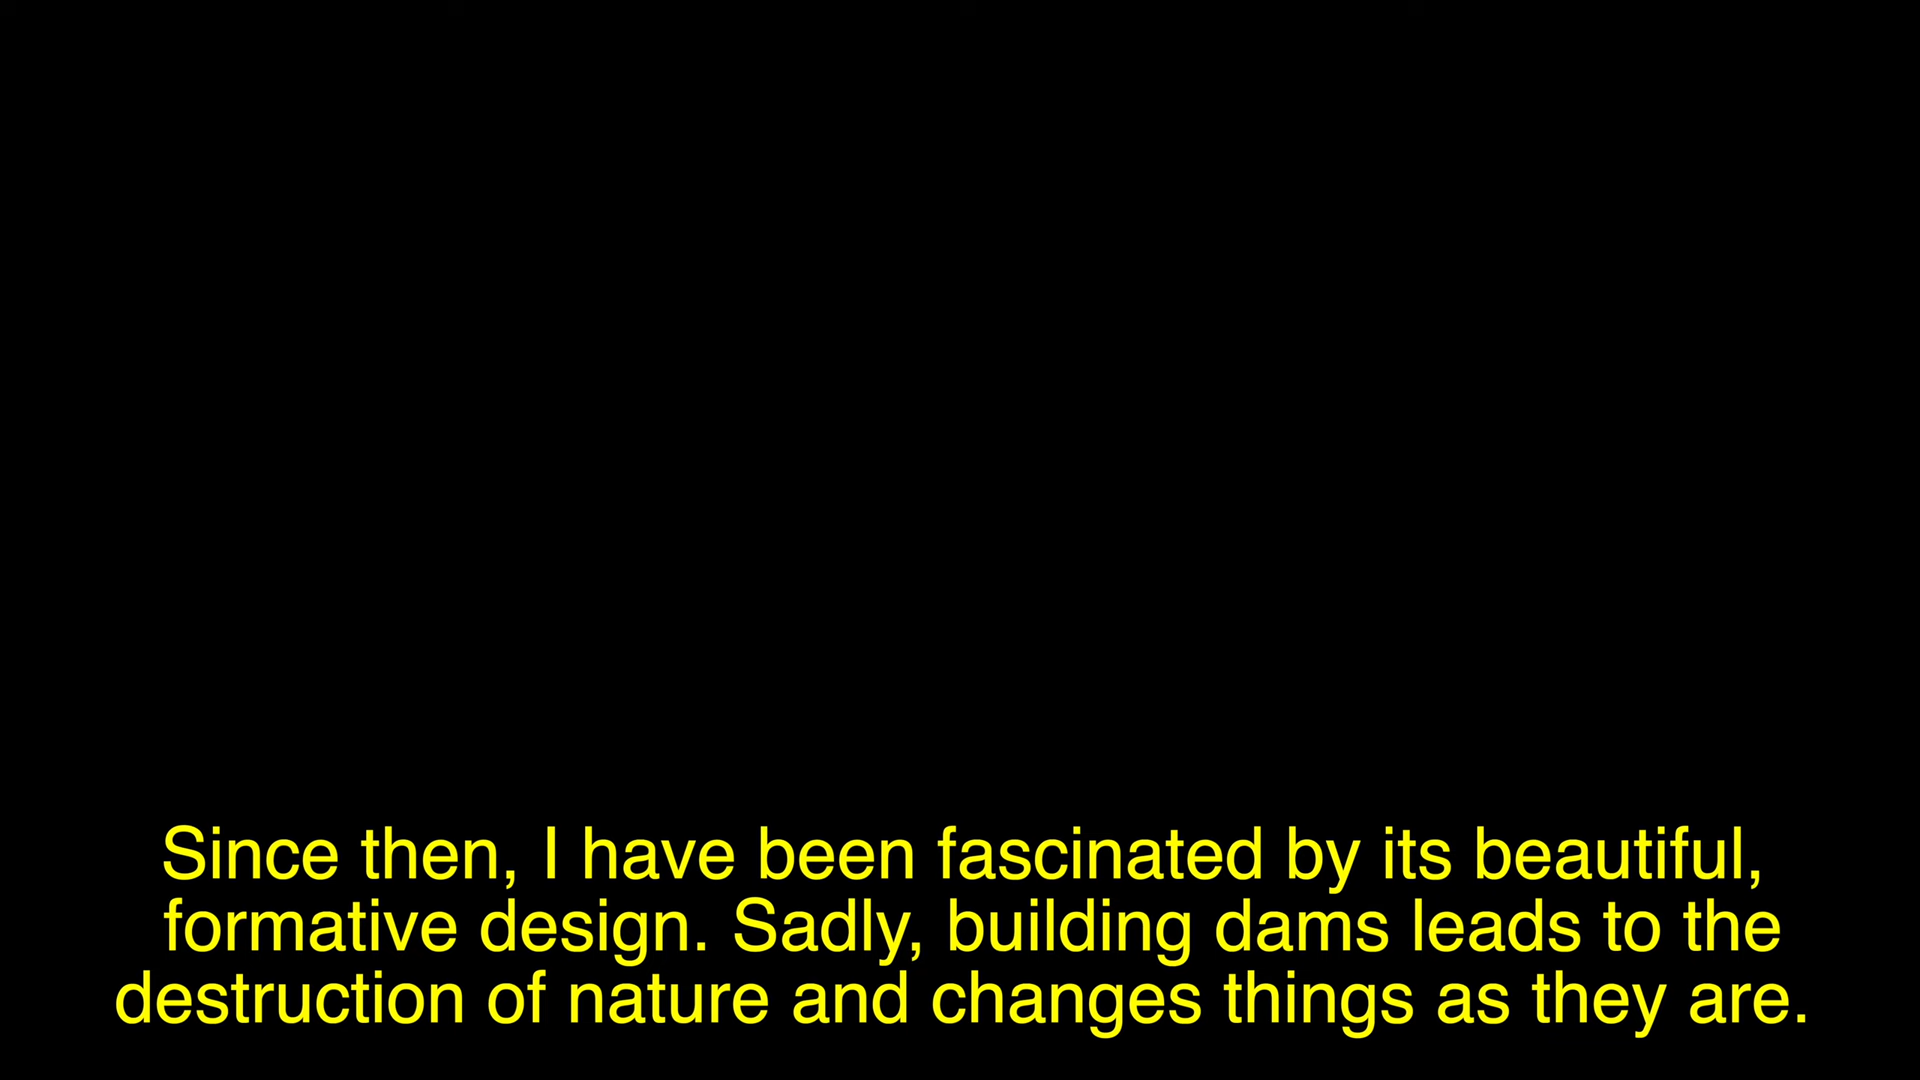 Since then, I have been fascinated by its beautiful,
formative design. Sadly, building dams leads to the
destruction of nature and changes things as they are.